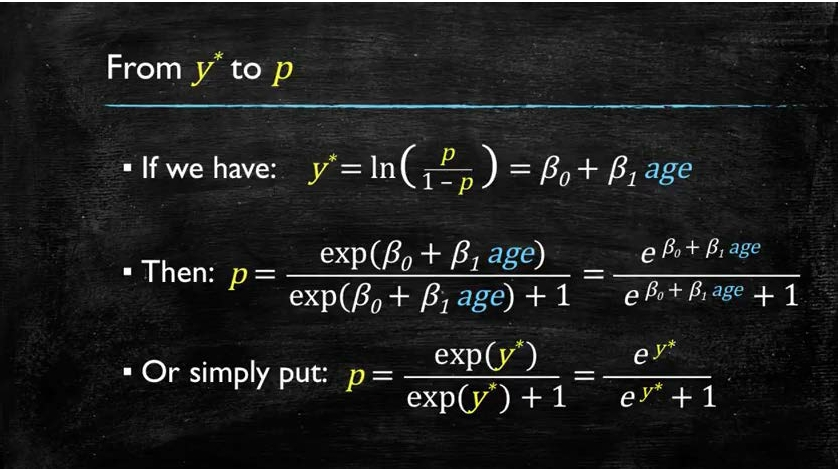 From y* to p
▪ If we have: y* = ln(p/(1 − p)) = β₀ + β₁ age
▪ Then: p = exp(β₀ + β₁ age)/(exp(β₀ + β₁ age) + 1) = e^(β₀ + β₁ age)/(e^(β₀ + β₁ age) + 1)
▪ Or simply put: p = exp(y*)/(exp(y*) + 1) = e^(y*)/(e^(y*) + 1)